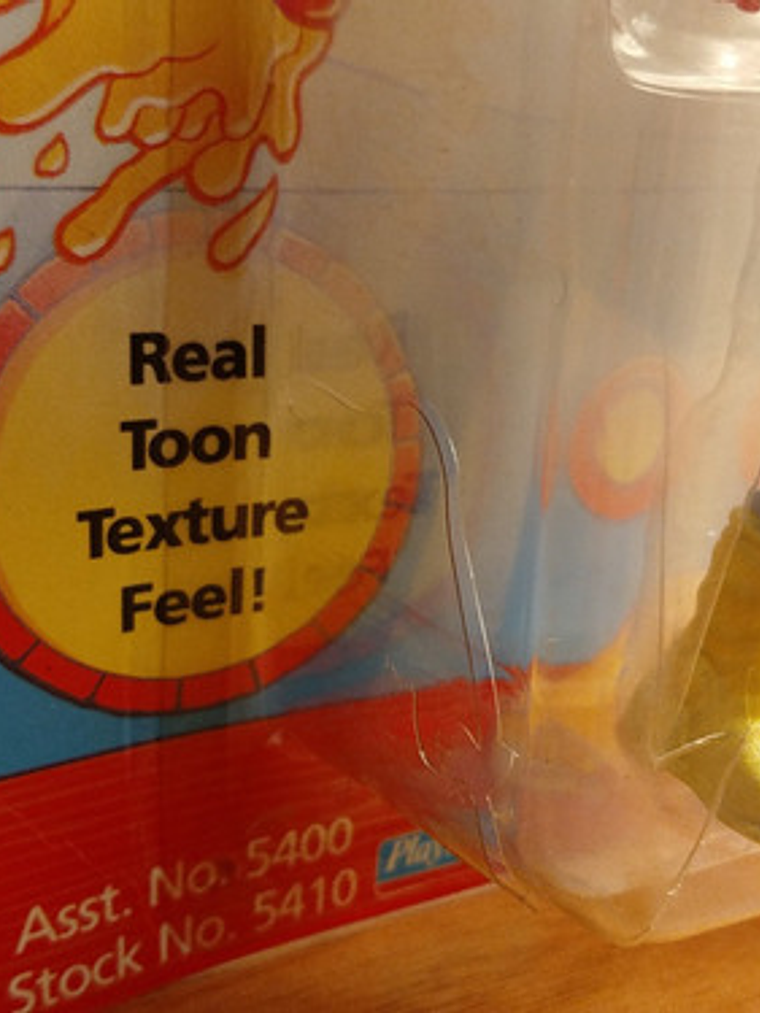 Real
Toon
Texture
Feel!
Asst. No. 5400
Stock No. 5410